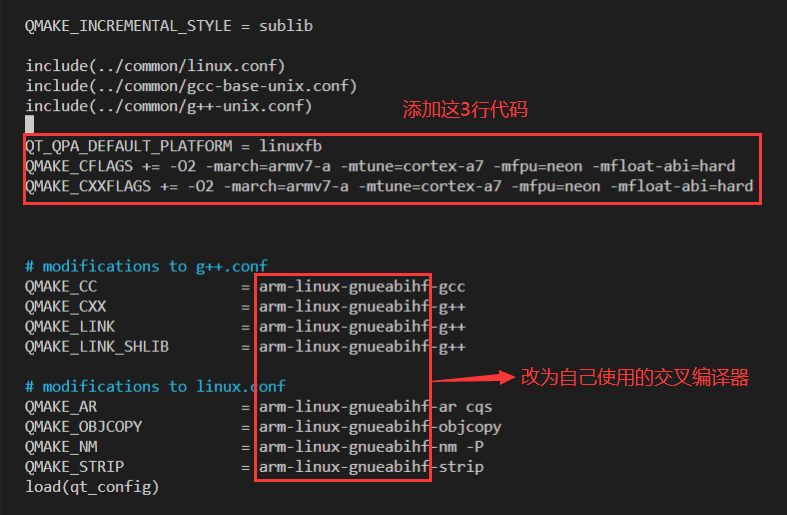 QMAKE_INCREMENTAL_STYLE = sublib
include(../common/linux.conf)
include(../common/gcc-base-unix.conf)
include(../common/g++-unix.conf)
添加这3行代码
QT_QPA_DEFAULT_PLATFORM = linuxfb
QMAKE_CFLAGS += -O2 -march=armv7-a -mtune=cortex-a7 -mfpu=neon -mfloat-abi=hard
QMAKE_CXXFLAGS += -O2 -march=armv7-a -mtune=cortex-a7 -mfpu=neon -mfloat-abi=hard
# modifications to g++.conf
QMAKE_CC = arm-linux-gnueabihf-gcc
QMAKE_CXX = arm-linux-gnueabihf-g++
QMAKE_LINK = arm-linux-gnueabihf-g++
QMAKE_LINK_SHLIB = arm-linux-gnueabihf-g++
改为自己使用的交叉编译器
# modifications to linux.conf
QMAKE_AR = arm-linux-gnueabihf-ar cqs
QMAKE_OBJCOPY = arm-linux-gnueabihf-objcopy
QMAKE_NM = arm-linux-gnueabihf-nm -P
QMAKE_STRIP = arm-linux-gnueabihf-strip
load(qt_config)